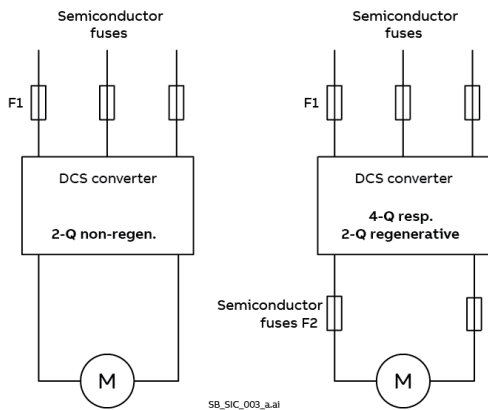 Semiconductor
fuses
F1
DCS converter
2-Q non-regen.
M
Semiconductor
fuses
F1
DCS converter
4-Q resp.
2-Q regenerative
Semiconductor
fuses F2
M
SB_SIC_003_a.ai